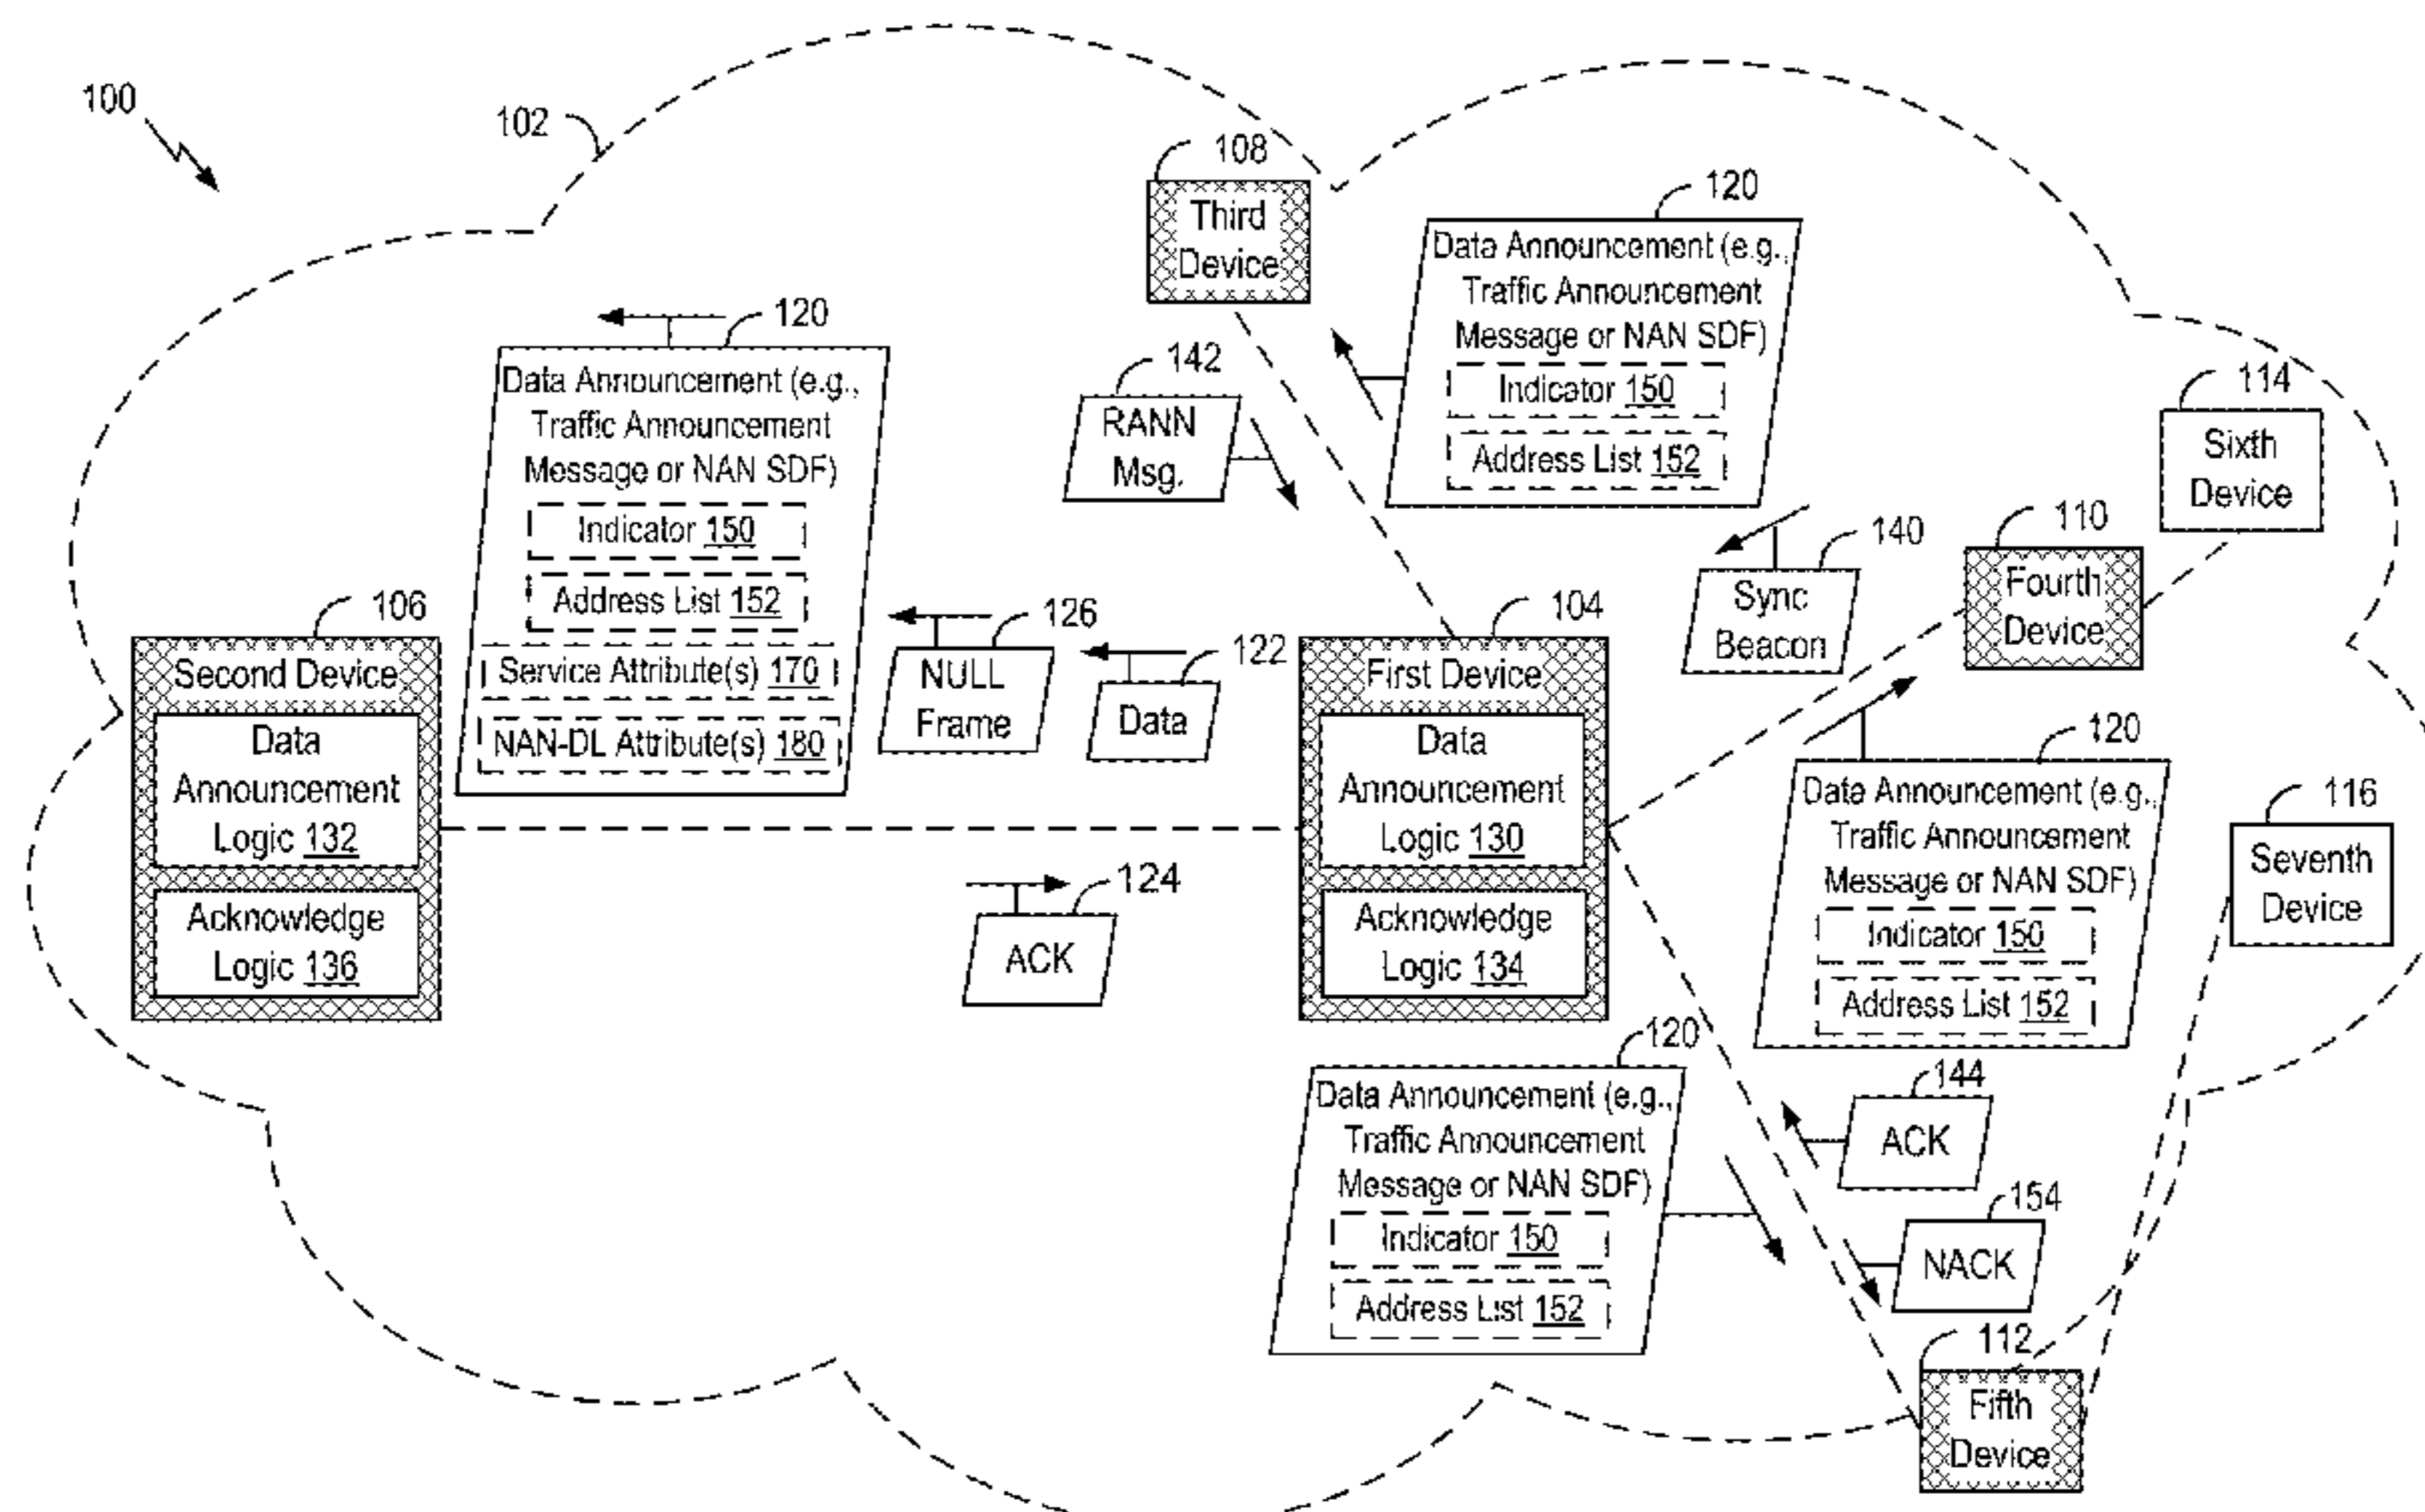 100
102
108
Third
Device
120
Data Announcement (e.g.,
Traffic Announcement
Message or NAN SDF)
Indicator 150
Address List 152
142
RANN
Msg.
114
Sixth
Device
120
Data Announcement (e.g.,
Traffic Announcement
Message or NAN SDF)
Indicator 150
Address List 152
Service Attribute(s) 170
NAN-DL Attribute(s) 180
140
Sync
Beacon
110
Fourth
Device
106
Second Device
Data
Announcement
Logic 132
Acknowledge
Logic 136
126
NULL
Frame
122
Data
104
First Device
Data
Announcement
Logic 130
Acknowledge
Logic 134
124
ACK
120
Data Announcement (e.g.,
Traffic Announcement
Message or NAN SDF)
Indicator 150
Address List 152
116
Seventh
Device
120
Data Announcement (e.g.,
Traffic Announcement
Message or NAN SDF)
Indicator 150
Address List 152
144
ACK
154
NACK
112
Fifth
Device